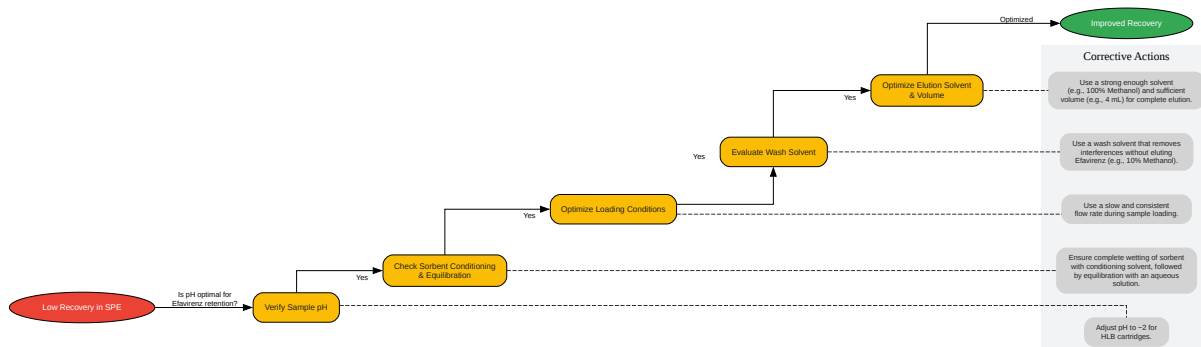 Optimized
Improved Recovery
Corrective Actions
Optimize Elution Solvent
& Volume
Use a strong enough solvent
(e.g., 100% Methanol) and sufficient
volume (e.g., 4 mL) for complete elution.
Yes
Evaluate Wash Solvent
Use a wash solvent that removes
interferences without eluting
Efavirenz (e.g., 10% Methanol).
Yes
Optimize Loading Conditions
Use a slow and consistent
flow rate during sample loading.
Yes
Check Sorbent Conditioning
& Equilibration
Ensure complete wetting of sorbent
with conditioning solvent, followed
by equilibration with an aqueous
solution.
Yes
Low Recovery in SPE
Is pH optimal for
Efavirenz retention?
Verify Sample pH
Adjust pH to ~2 for
HLB cartridges.